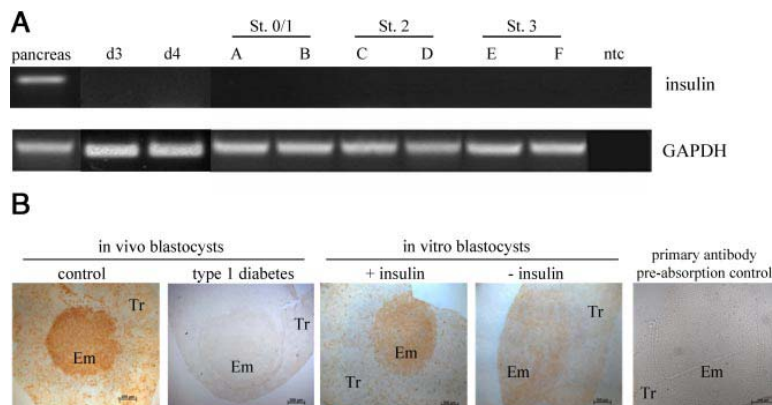 A
St. 0/1 St. 2 St. 3
pancreas d3 d4 A B C D E F ntc
insulin
GAPDH
B
in vivo blastocysts in vitro blastocysts primary antibody
control type 1 diabetes + insulin - insulin pre-absorption control
Tr Tr Tr
Em Em Em Em Em
Tr Tr